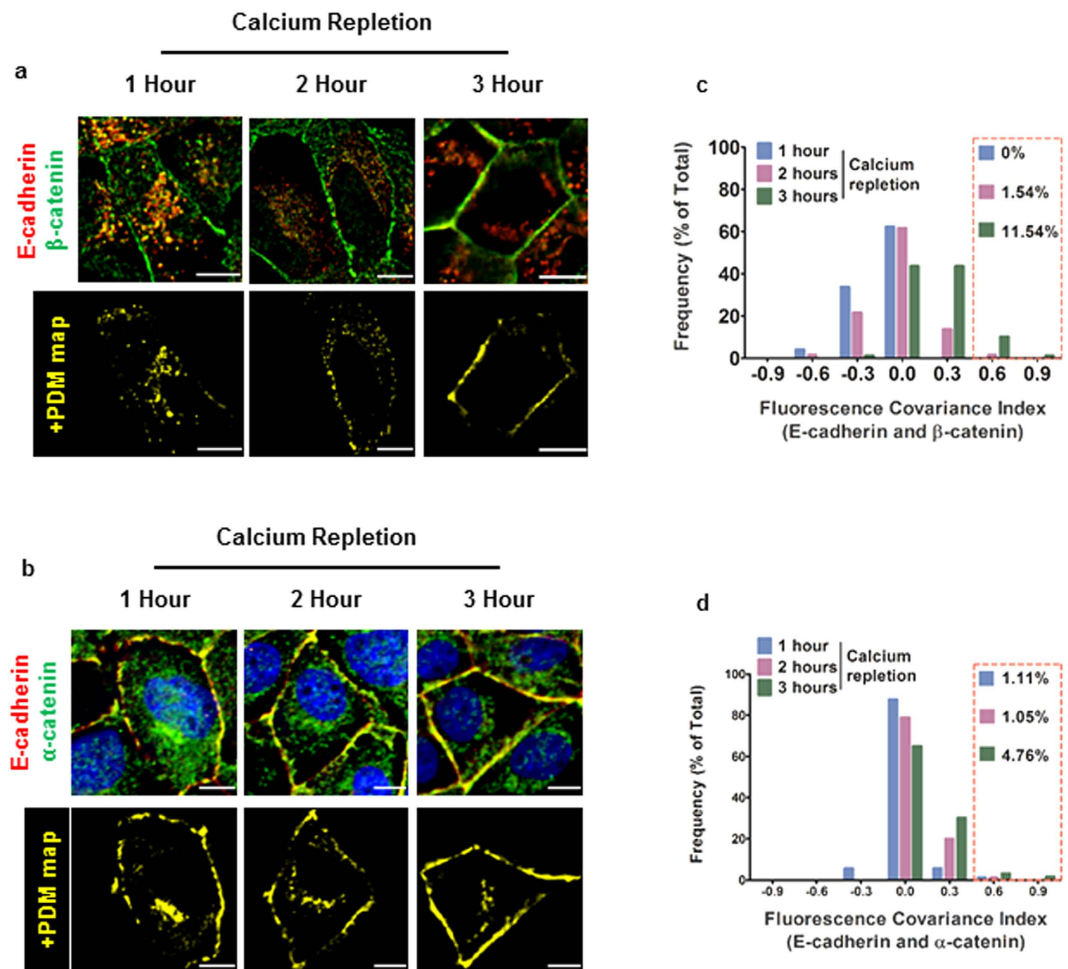 Calcium Repletion
a
1 Hour
2 Hour
3 Hour
E-cadherin
β-catenin
+PDM map
c
1 hour
2 hours
3 hours
Calcium
repletion
0%
1.54%
11.54%
Frequency (% of Total)
100
80
60
40
20
0
-0.9 -0.6 -0.3 0.0 0.3 0.6 0.9
Fluorescence Covariance Index
(E-cadherin and β-catenin)
Calcium Repletion
b
1 Hour
2 Hour
3 Hour
E-cadherin
α-catenin
+PDM map
d
1 hour
2 hours
3 hours
Calcium
repletion
1.11%
1.05%
4.76%
Frequency (% of Total)
100
80
60
40
20
0
-0.9 -0.6 -0.3 0.0 0.3 0.6 0.9
Fluorescence Covariance Index
(E-cadherin and α-catenin)